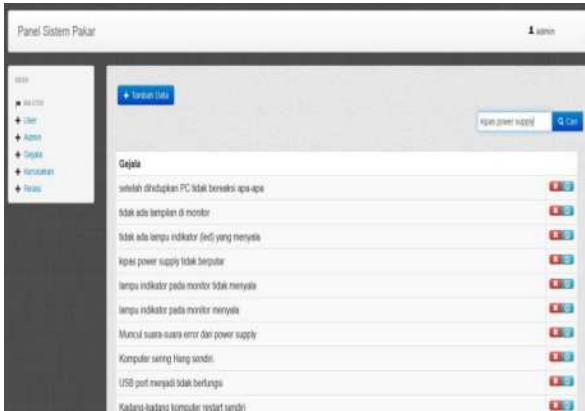 Panel Sistem Pakar
admin
MASTER
+ Tambah Data
+ User
+ Admin
+ Gejala
+ Kerusakan
+ Relasi
kipas power supply
Cari
Gejala
setelah dihidupkan PC tidak bereaksi apa-apa
tidak ada tampilan di monitor
tidak ada lampu indikator (led) yang menyala
kipas power supply tidak berputar
lampu indikator pada monitor tidak menyala
lampu indikator pada monitor menyala
Muncul suara-suara error dari power supply
Komputer sering Hang sendiri.
USB port menjadi tidak berfungsi
Kadang-kadang komputer restart sendiri